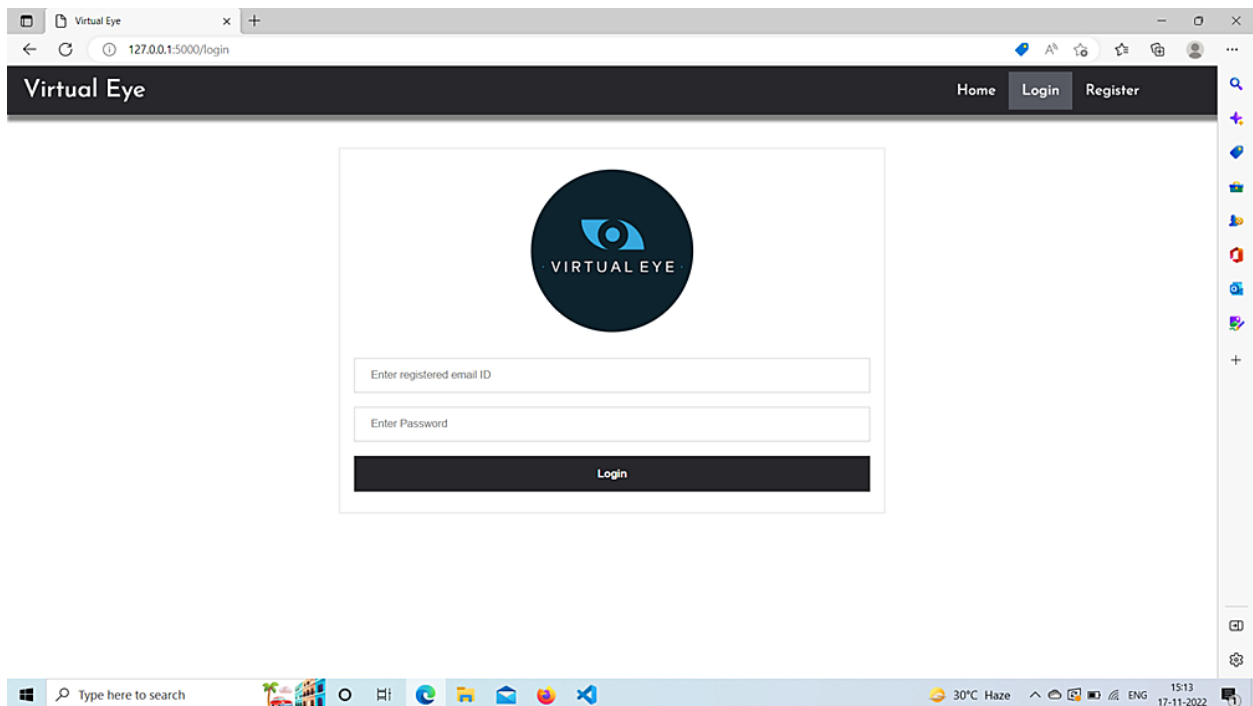 Virtual Eye
127.0.0.1:5000/login
Virtual Eye
Home Login Register
· VIRTUAL EYE ·
Enter registered email ID
Enter Password
Login
Type here to search
30°C Haze
ENG
15:13
17-11-2022